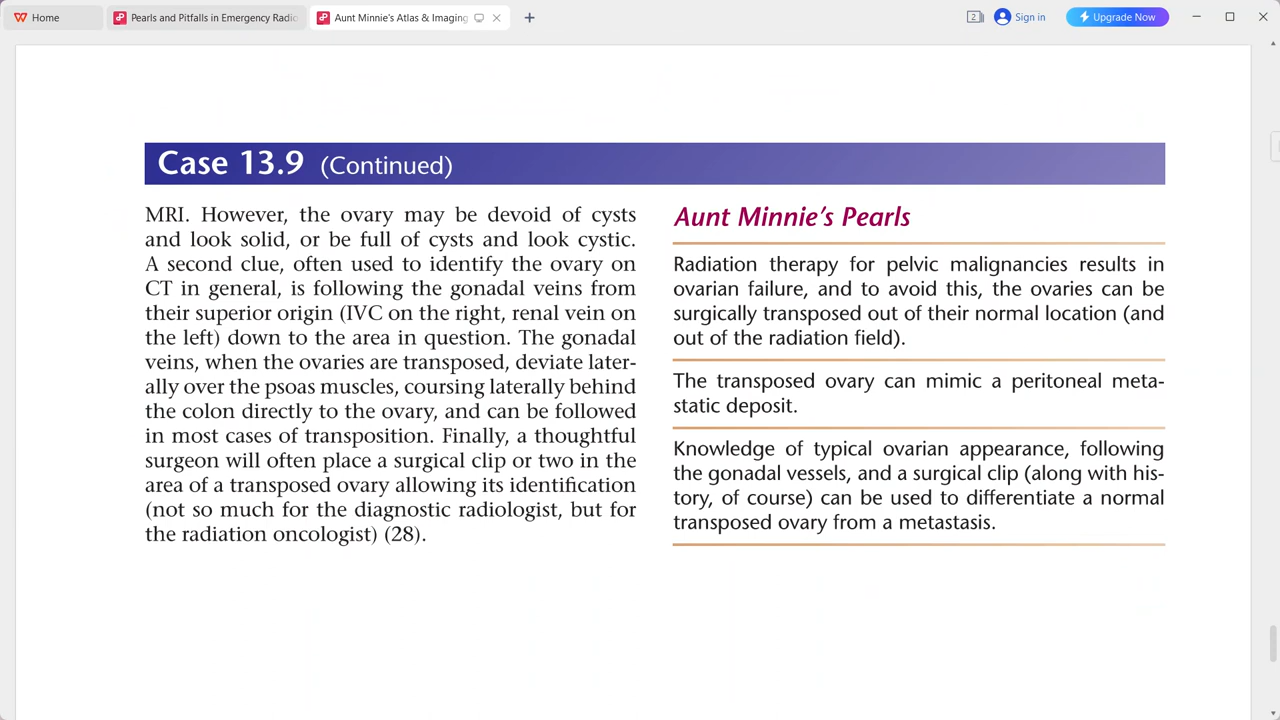 Home
Pearls and Pitfalls in Emergency Radio
Aunt Minnie's Atlas & Imaging
2
Sign in
Upgrade Now
Case 13.9 (Continued)
MRI. However, the ovary may be devoid of cysts
and look solid, or be full of cysts and look cystic.
A second clue, often used to identify the ovary on
CT in general, is following the gonadal veins from
their superior origin (IVC on the right, renal vein on
the left) down to the area in question. The gonadal
veins, when the ovaries are transposed, deviate later-
ally over the psoas muscles, coursing laterally behind
the colon directly to the ovary, and can be followed
in most cases of transposition. Finally, a thoughtful
surgeon will often place a surgical clip or two in the
area of a transposed ovary allowing its identification
(not so much for the diagnostic radiologist, but for
the radiation oncologist) (28).
Aunt Minnie's Pearls
Radiation therapy for pelvic malignancies results in
ovarian failure, and to avoid this, the ovaries can be
surgically transposed out of their normal location (and
out of the radiation field).
The transposed ovary can mimic a peritoneal meta-
static deposit.
Knowledge of typical ovarian appearance, following
the gonadal vessels, and a surgical clip (along with his-
tory, of course) can be used to differentiate a normal
transposed ovary from a metastasis.